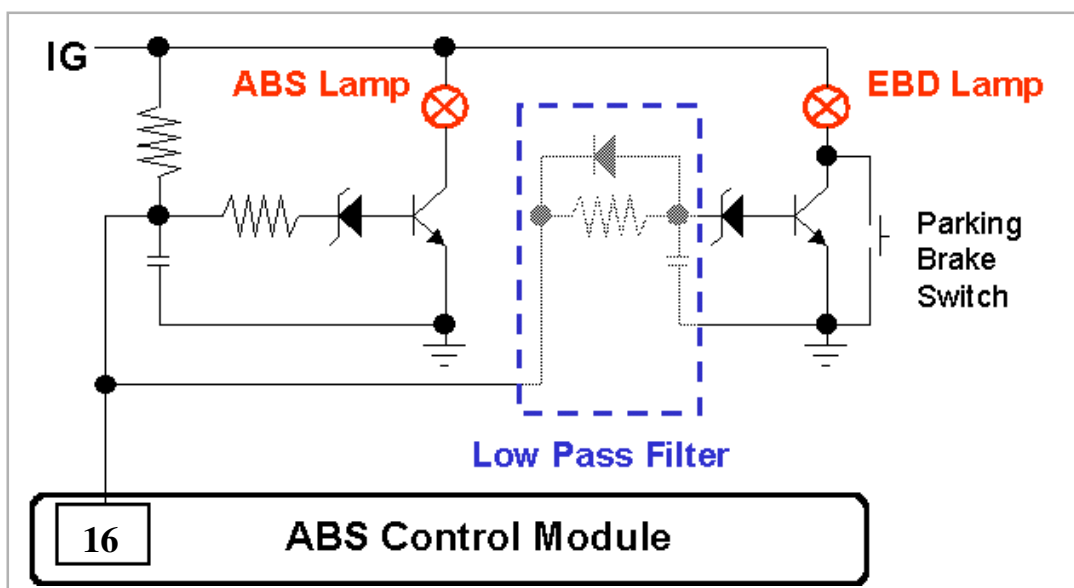 IG
ABS Lamp
EBD Lamp
Parking
Brake
Switch
Low Pass Filter
16
ABS Control Module